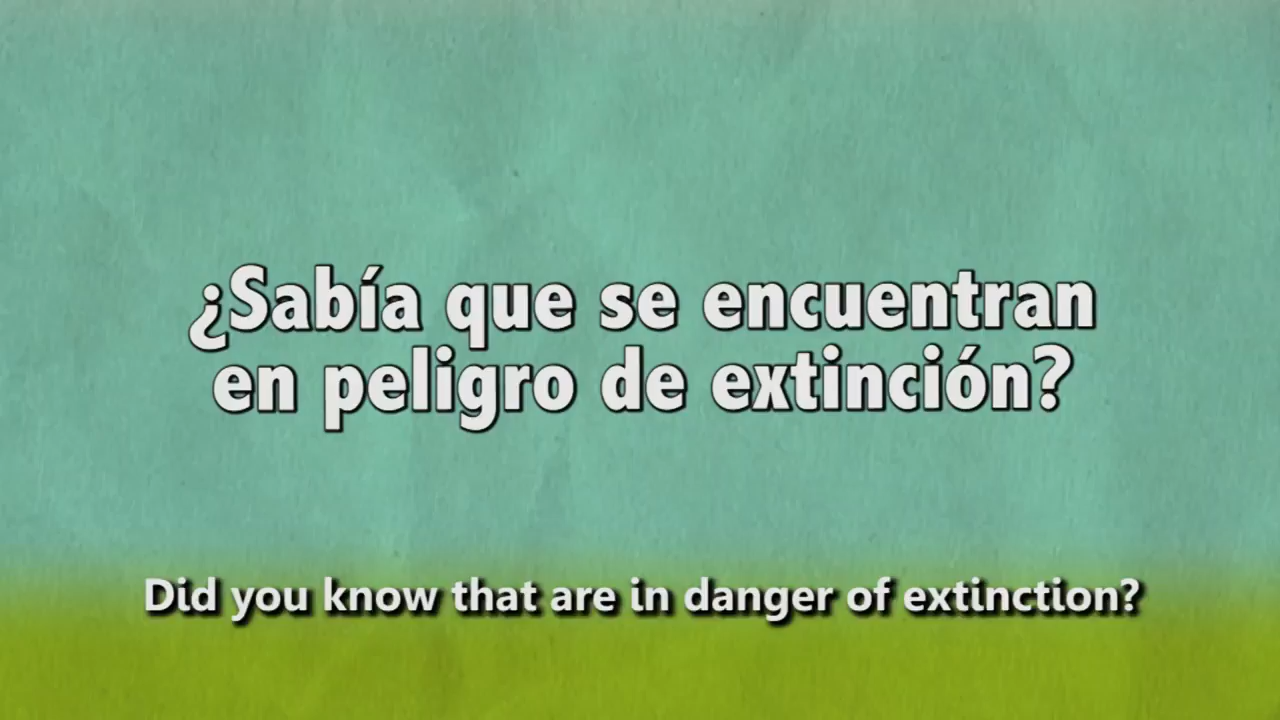 ¿Sabía que se encuentran
en peligro de extinción?
Did you know that are in danger of extinction?